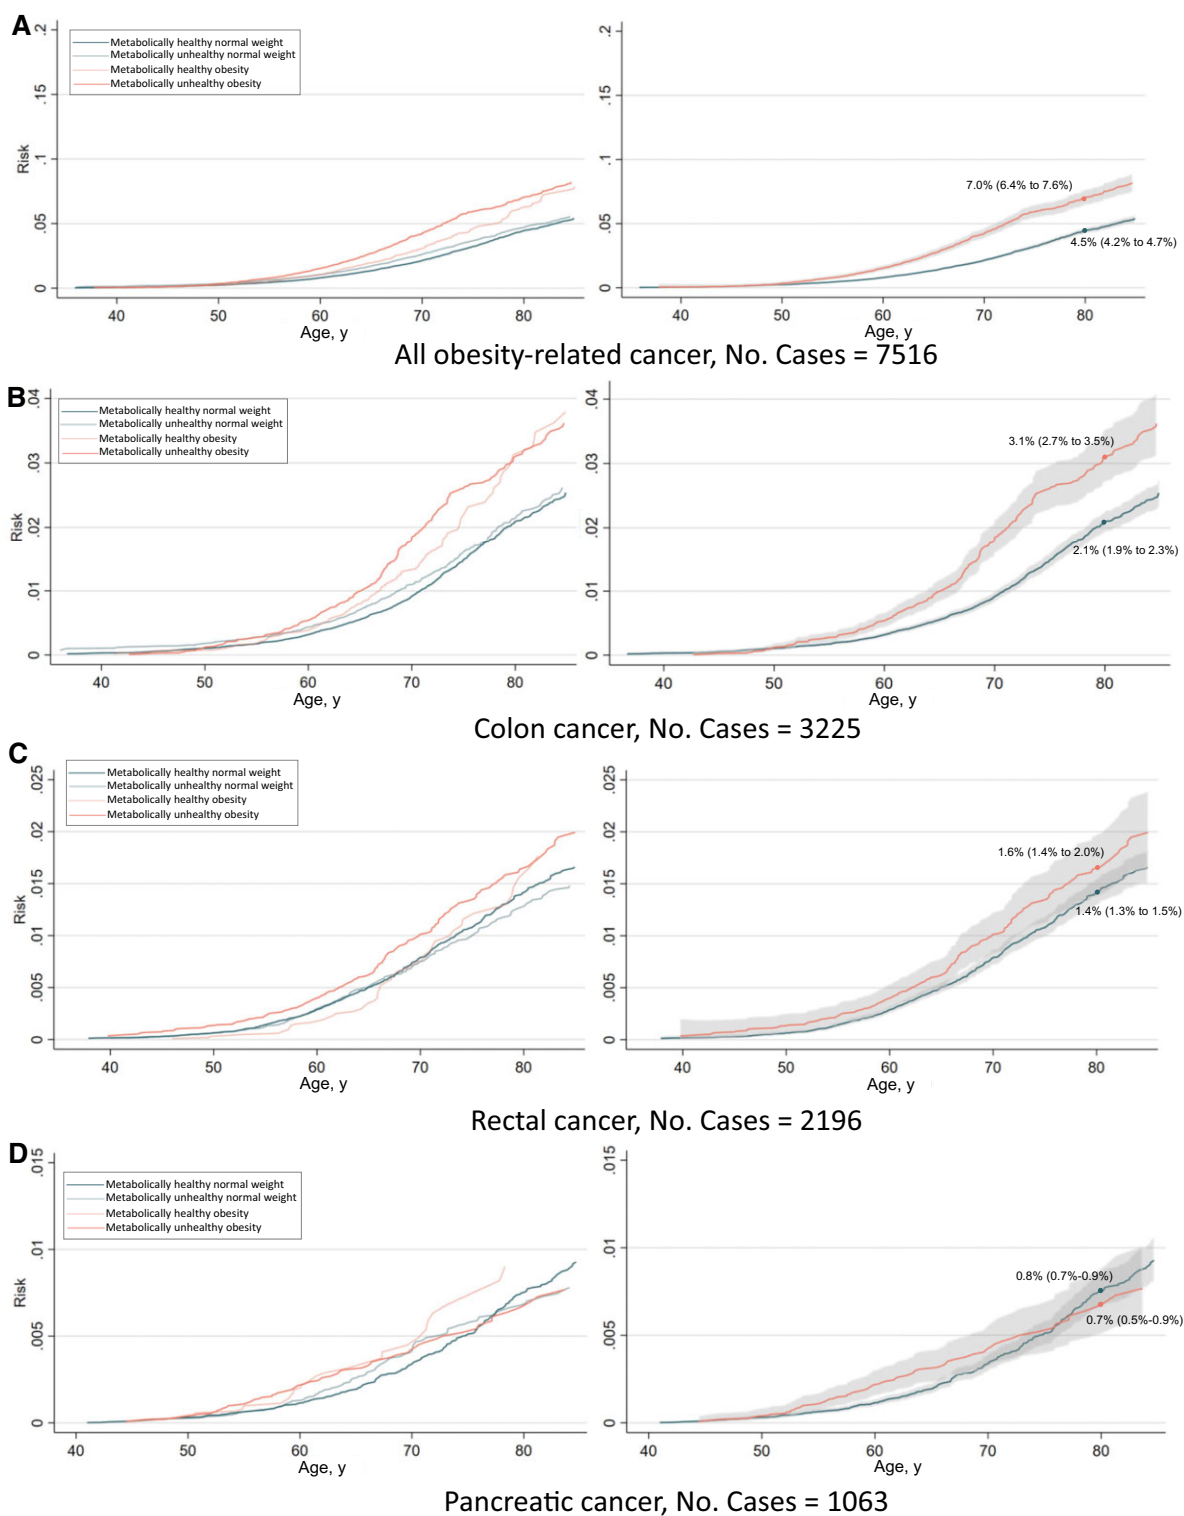 A
.2
.15
.1
.05
0
Risk
Metabolically healthy normal weight
Metabolically unhealthy normal weight
Metabolically healthy obesity
Metabolically unhealthy obesity
40 50 60 70 80
Age, y
.2
.15
.1
.05
0
7.0% (6.4% to 7.6%)
4.5% (4.2% to 4.7%)
40 50 60 70 80
Age, y
All obesity-related cancer, No. Cases = 7516
B
.04
.03
.02
.01
0
Risk
Metabolically healthy normal weight
Metabolically unhealthy normal weight
Metabolically healthy obesity
Metabolically unhealthy obesity
40 50 60 70 80
Age, y
.04
.03
.02
.01
0
3.1% (2.7% to 3.5%)
2.1% (1.9% to 2.3%)
40 50 60 70 80
Age, y
Colon cancer, No. Cases = 3225
C
.025
.02
.015
.01
.005
0
Risk
Metabolically healthy normal weight
Metabolically unhealthy normal weight
Metabolically healthy obesity
Metabolically unhealthy obesity
40 50 60 70 80
Age, y
.025
.02
.015
.01
.005
0
1.6% (1.4% to 2.0%)
1.4% (1.3% to 1.5%)
40 50 60 70 80
Age, y
Rectal cancer, No. Cases = 2196
D
.015
.01
.005
0
Risk
Metabolically healthy normal weight
Metabolically unhealthy normal weight
Metabolically healthy obesity
Metabolically unhealthy obesity
40 50 60 70 80
Age, y
.015
.01
.005
0
0.8% (0.7%-0.9%)
0.7% (0.5%-0.9%)
40 50 60 70 80
Age, y
Pancreatic cancer, No. Cases = 1063